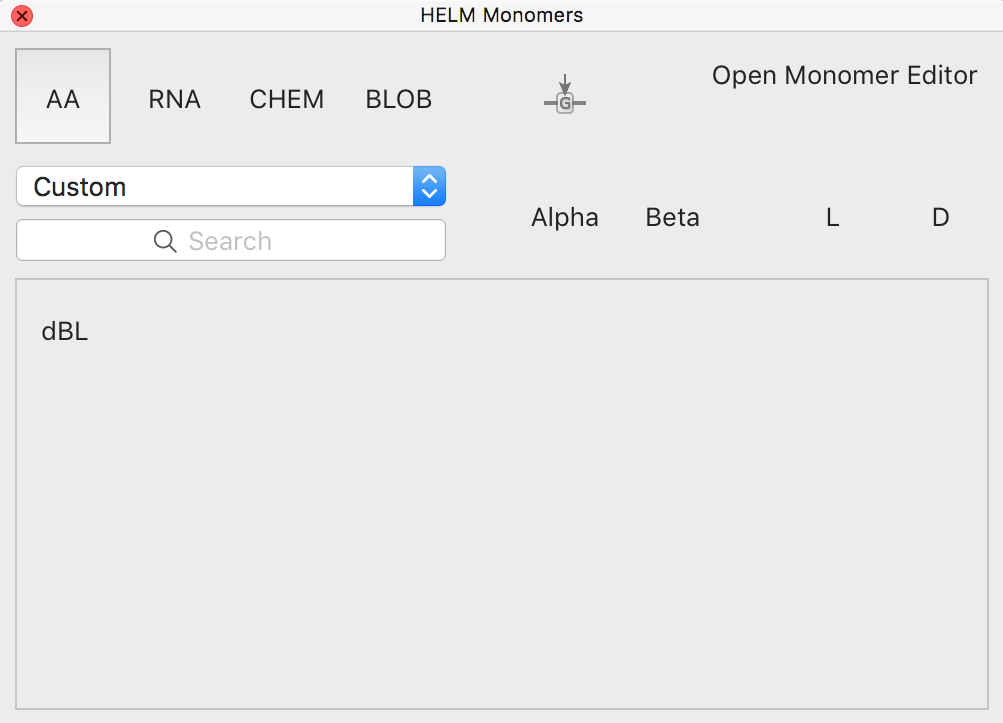 HELM Monomers
AA RNA CHEM BLOB G Open Monomer Editor
Custom
Search
Alpha Beta L D
dBL